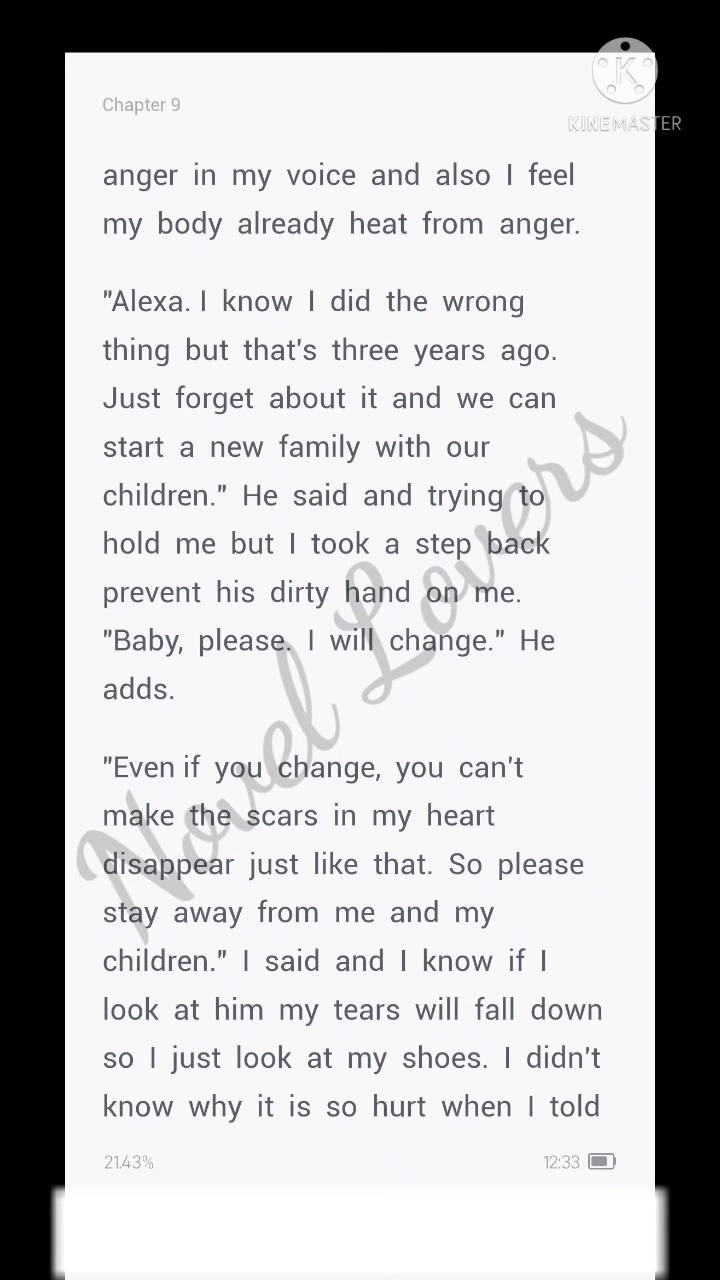 Chapter 9
KINEMASTER
anger in my voice and also I feel
my body already heat from anger.
"Alexa. I know I did the wrong
thing but that's three years ago.
Just forget about it and we can
start a new family with our
children." He said and trying to
hold me but I took a step back
prevent his dirty hand on me.
"Baby, please. I will change." He
adds.
"Even if you change, you can't
make the scars in my heart
disappear just like that. So please
stay away from me and my
children." I said and I know if I
look at him my tears will fall down
so I just look at my shoes. I didn't
know why it is so hurt when I told
Novel Lovers
21.43%
12:33